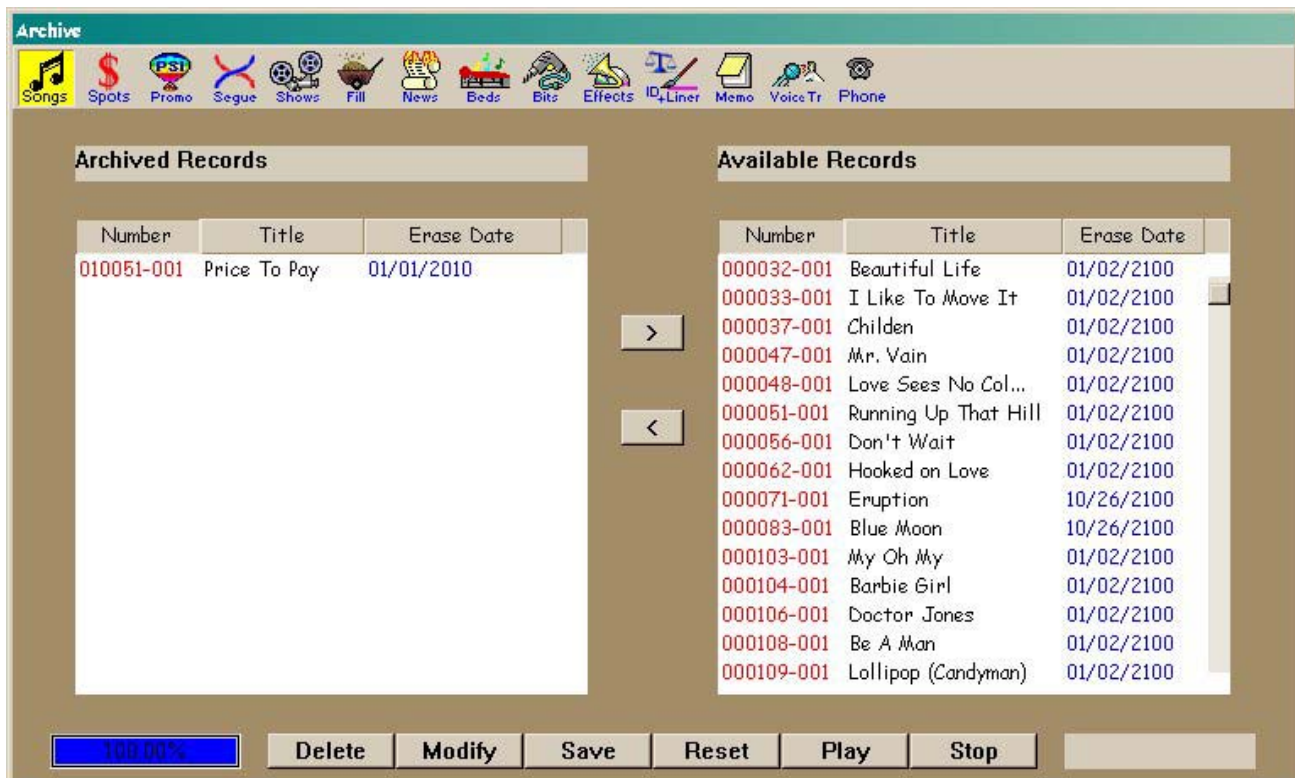 Archive
PSI
Songs Spots Promo Segue Shows Fill News Beds Bits Effects ID+Liner Memo Voice Tr Phone
Archived Records Available Records
Number Title Erase Date Number Title Erase Date
010051-001 Price To Pay 01/01/2010 000032-001 Beautiful Life 01/02/2100
000033-001 I Like To Move It 01/02/2100
> 000037-001 Childen 01/02/2100
000047-001 Mr. Vain 01/02/2100
000048-001 Love Sees No Col... 01/02/2100
< 000051-001 Running Up That Hill 01/02/2100
000056-001 Don't Wait 01/02/2100
000062-001 Hooked on Love 01/02/2100
000071-001 Eruption 10/26/2100
000083-001 Blue Moon 10/26/2100
000103-001 My Oh My 01/02/2100
000104-001 Barbie Girl 01/02/2100
000106-001 Doctor Jones 01/02/2100
000108-001 Be A Man 01/02/2100
000109-001 Lollipop (Candyman) 01/02/2100
100.00% Delete Modify Save Reset Play Stop